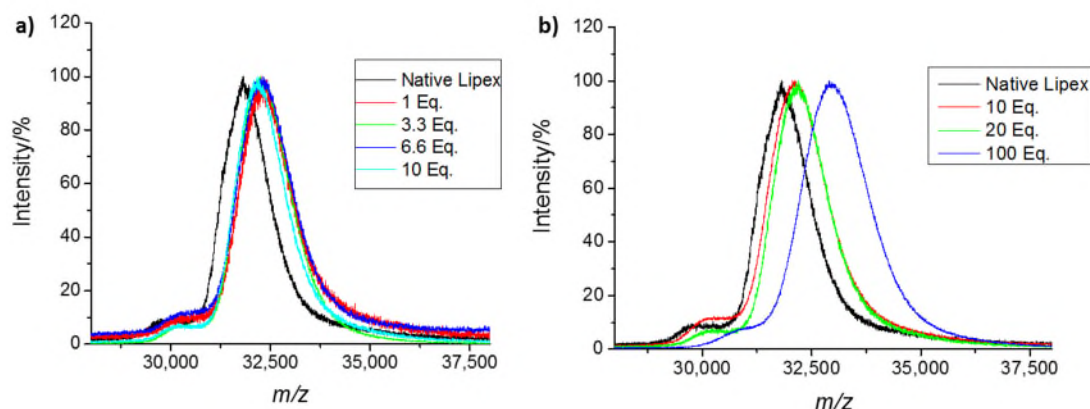 a)
Intensity/%
120
100
80
60
40
20
0
Native Lipex
1 Eq.
3.3 Eq.
6.6 Eq.
10 Eq.
30,000 32,500 35,000 37,500
m/z
b)
Intensity/%
120
100
80
60
40
20
0
Native Lipex
10 Eq.
20 Eq.
100 Eq.
30,000 32,500 35,000 37,500
m/z